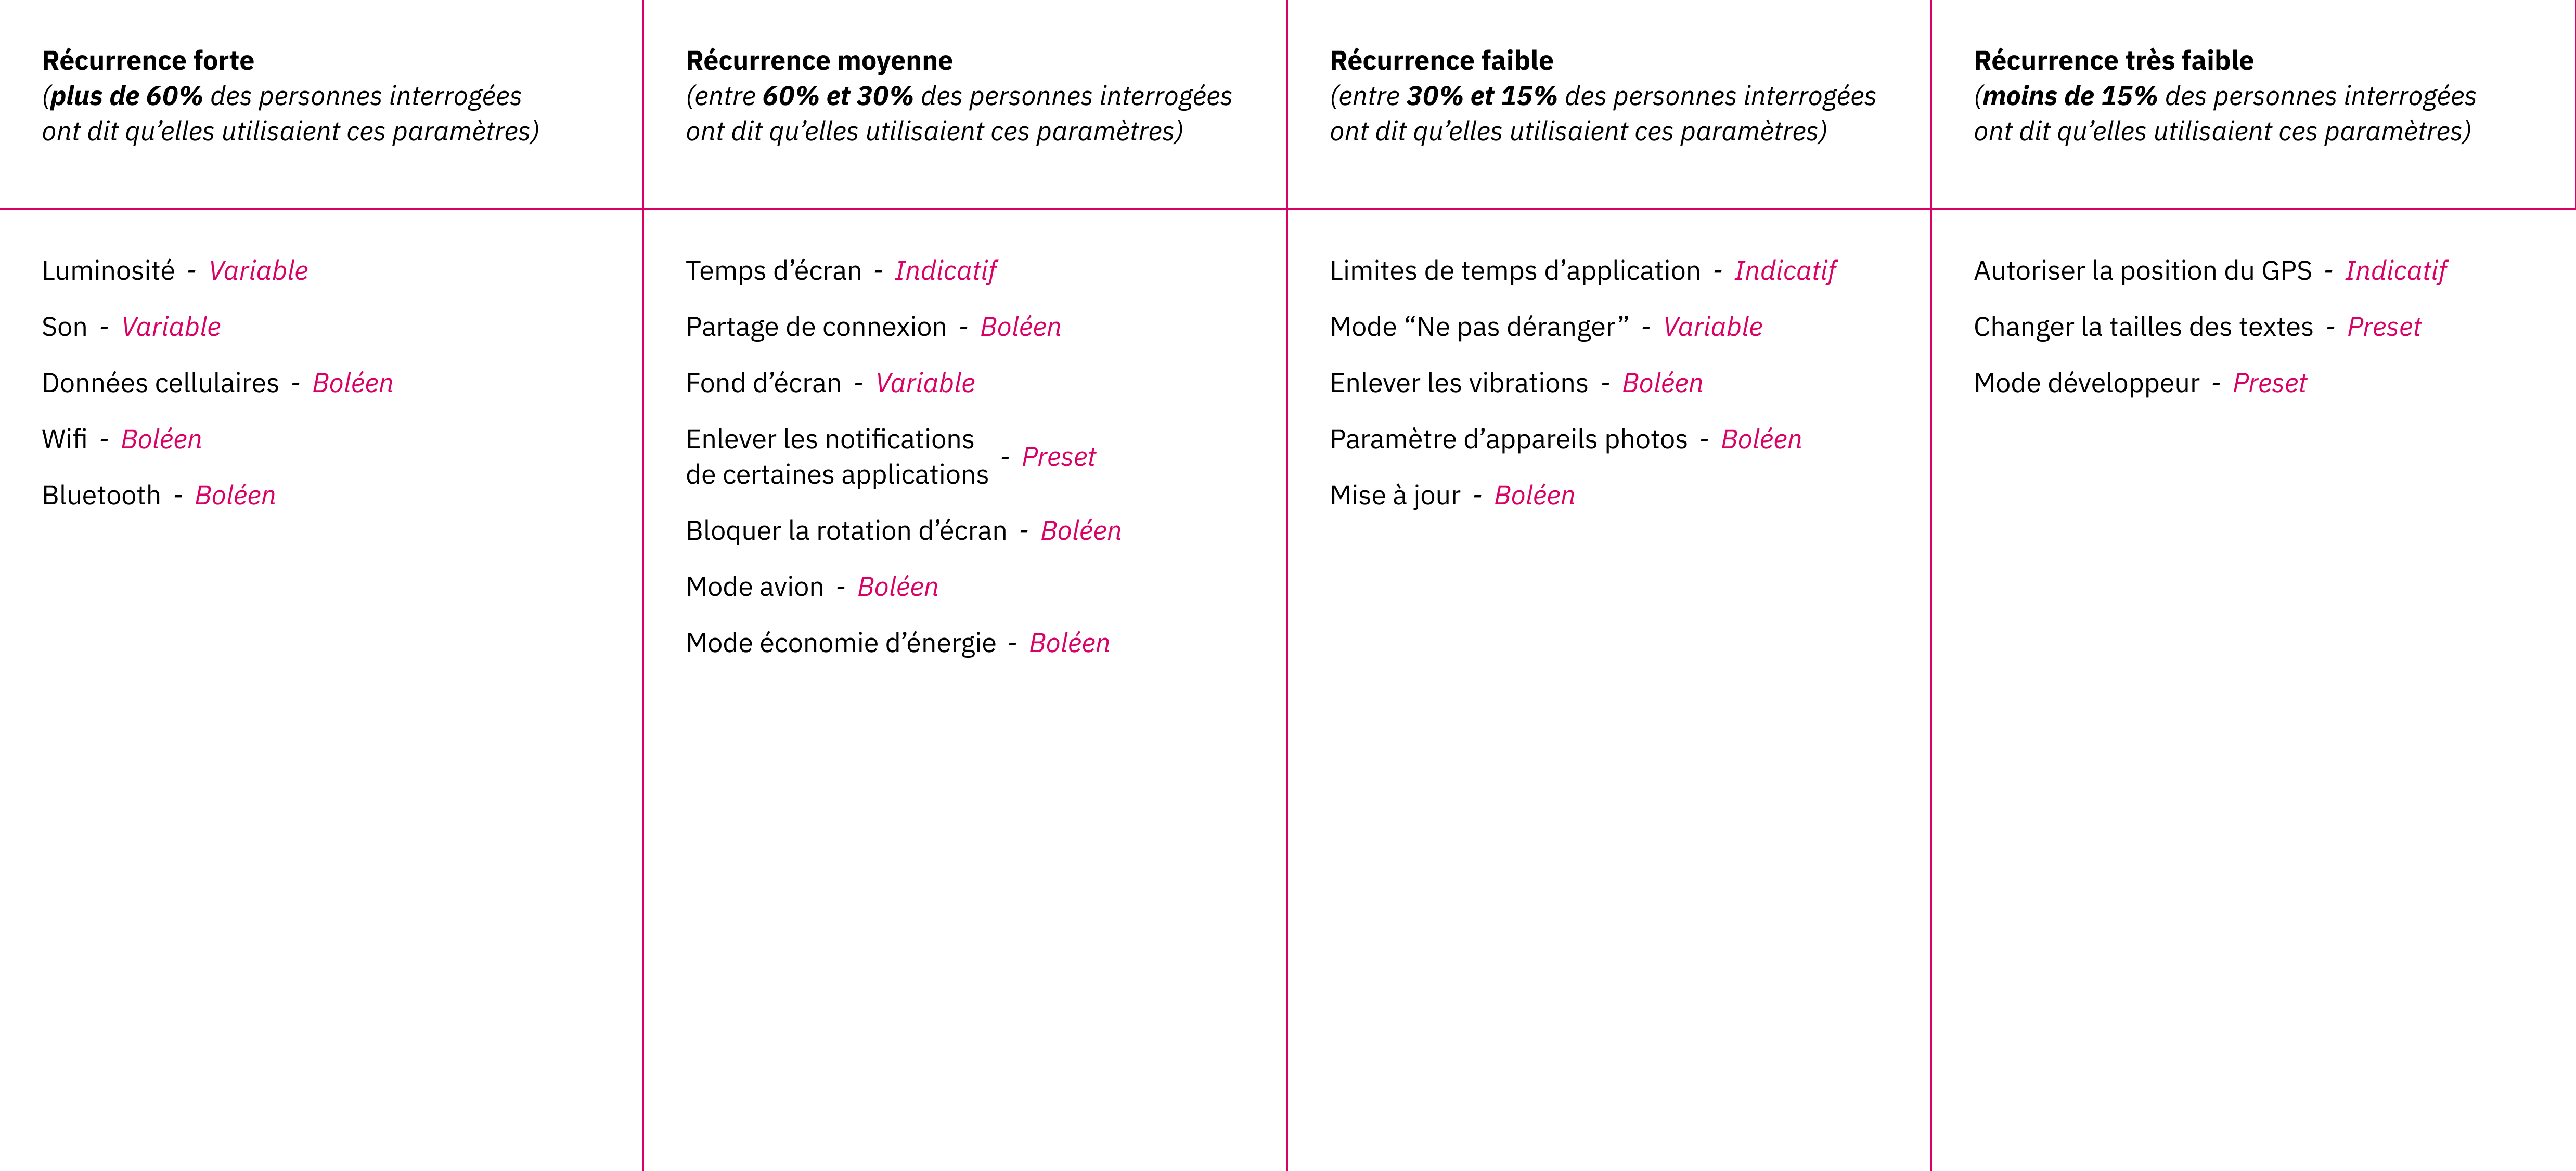 Récurrence forte
(plus de 60% des personnes interrogées
ont dit qu’elles utilisaient ces paramètres)
Luminosité - Variable
Son - Variable
Données cellulaires - Boléen
Wifi - Boléen
Bluetooth - Boléen
Récurrence moyenne
(entre 60% et 30% des personnes interrogées
ont dit qu’elles utilisaient ces paramètres)
Temps d’écran - Indicatif
Partage de connexion - Boléen
Fond d’écran - Variable
Enlever les notifications
de certaines applications - Preset
Bloquer la rotation d’écran - Boléen
Mode avion - Boléen
Mode économie d’énergie - Boléen
Récurrence faible
(entre 30% et 15% des personnes interrogées
ont dit qu’elles utilisaient ces paramètres)
Limites de temps d’application - Indicatif
Mode “Ne pas déranger” - Variable
Enlever les vibrations - Boléen
Paramètre d’appareils photos - Boléen
Mise à jour - Boléen
Récurrence très faible
(moins de 15% des personnes interrogées
ont dit qu’elles utilisaient ces paramètres)
Autoriser la position du GPS - Indicatif
Changer la tailles des textes - Preset
Mode développeur - Preset